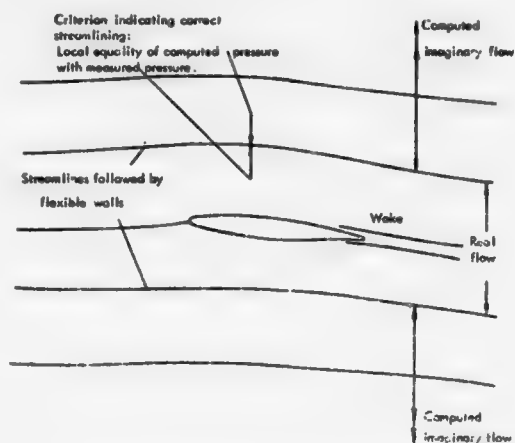 Criterion indicating correct
streamlining:
Local equality of computed pressure
with measured pressure.
Computed
imaginary flow
Streamlines followed by
flexible walls
Wake
Real
flow
Computed
imaginary flow